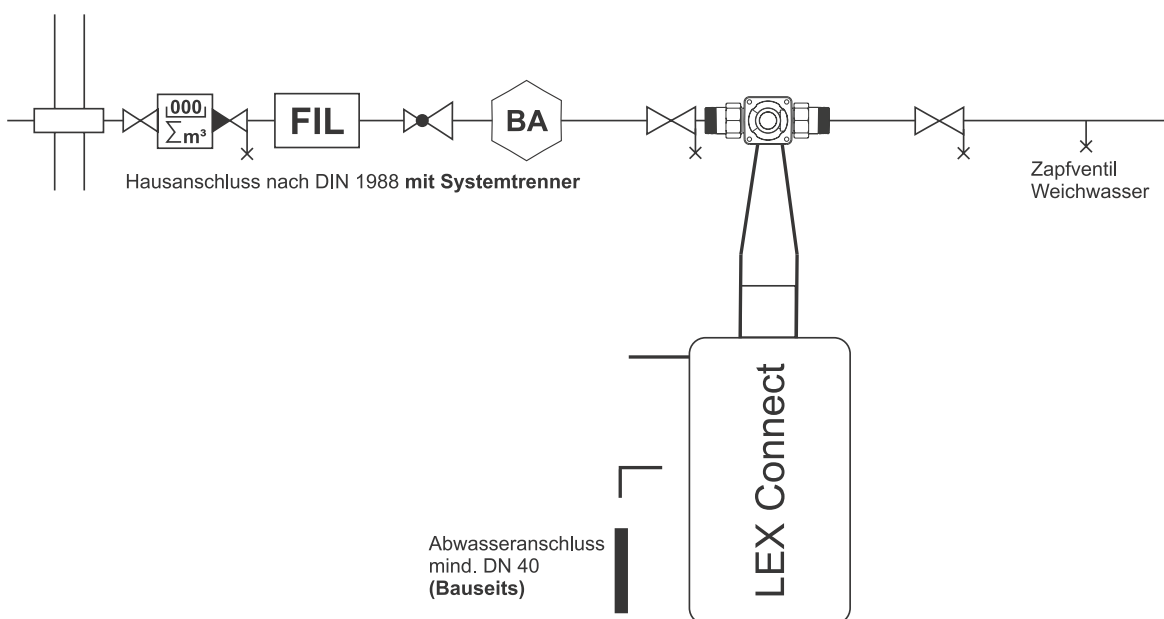 000
∑m³
FIL
BA
Hausanschluss nach DIN 1988 mit Systemtrenner
Zapfventil
Weichwasser
LEX Connect
Abwasseranschluss
mind. DN 40
(Bauseits)